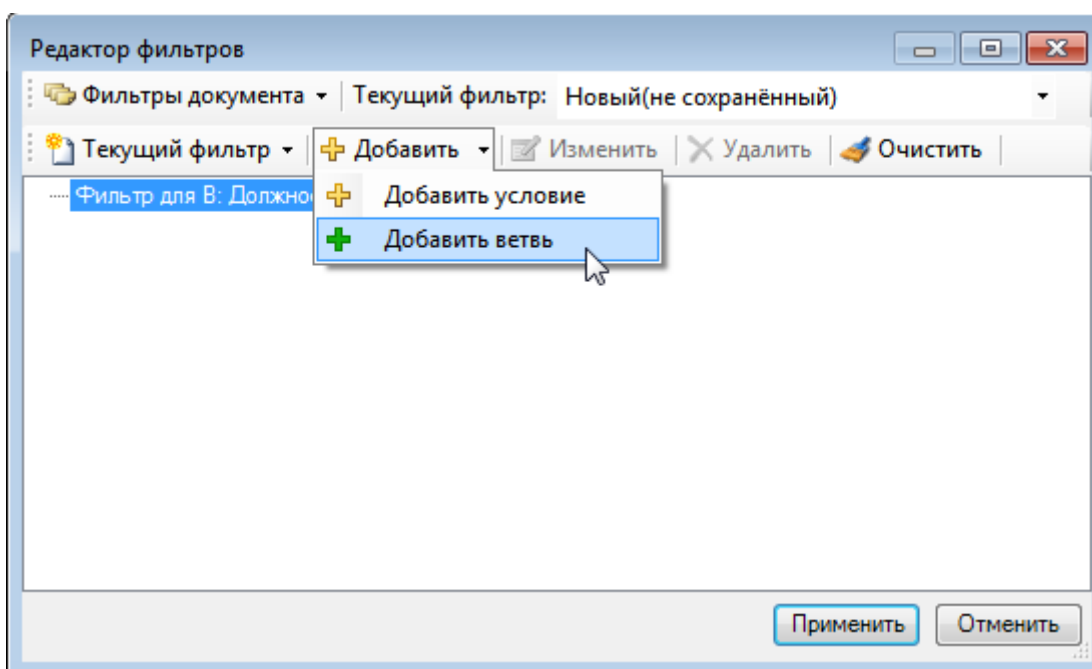 Редактор фильтров
Фильтры документа Текущий фильтр: Новый(не сохранённый)
Текущий фильтр Добавить Изменить Удалить Очистить
Фильтр для В:
Добавить условие
Добавить ветвь
Применить Отменить